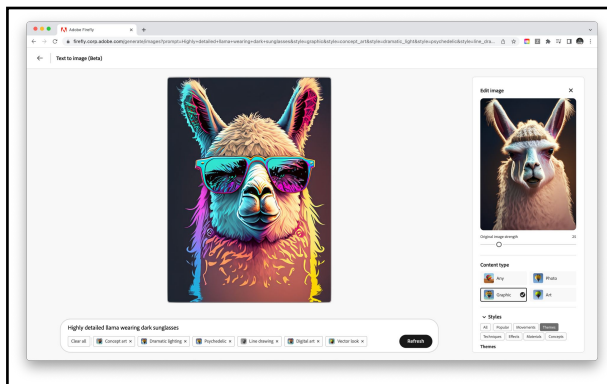 Adobe Firefly
firefly.corp.adobe.com/generate/images?prompt=Highly+detailed+llama+wearing+dark+sunglasses&style=graphic&style=concept_art&style=dramatic_light&style=psychedelic&style=line_dra...
Text to image (Beta)
Edit image
Original image strength
Content type
Any
Photo
Graphic
Art
Styles
All Popular Movements Themes
Techniques Effects Materials Concepts
Themes
Highly detailed llama wearing dark sunglasses
Clear all Concept art × Dramatic lighting × Psychedelic × Line drawing × Digital art × Vector look × Refresh